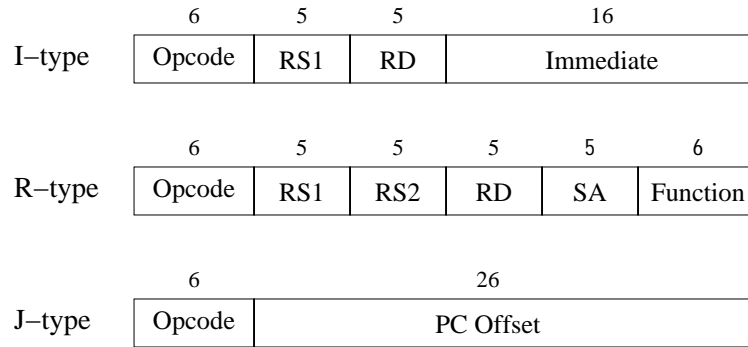 6 5 5 16
I–type Opcode RS1 RD Immediate
6 5 5 5 5 6
R–type Opcode RS1 RS2 RD SA Function
6 26
J–type Opcode PC Offset